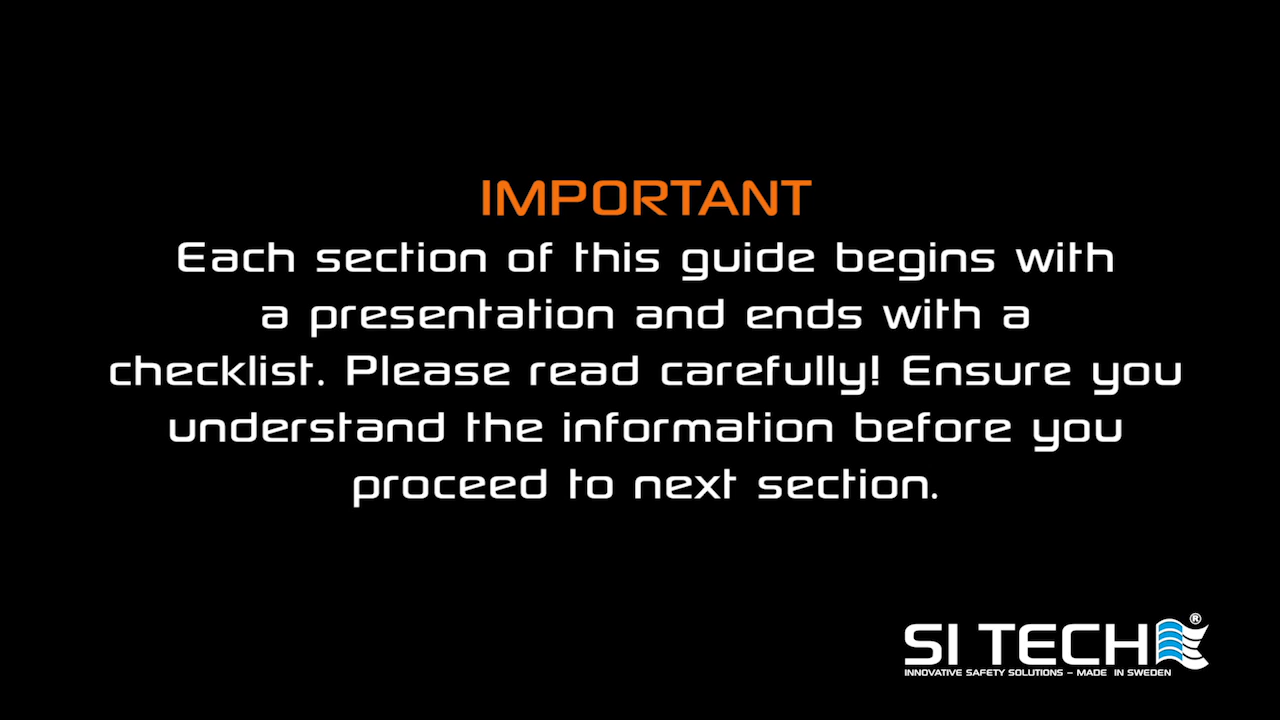 IMPORTANT
Each section of this guide begins with
a presentation and ends with a
checklist. Please read carefully! Ensure you
understand the information before you
proceed to next section.
SI TECH®
INNOVATIVE SAFETY SOLUTIONS – MADE IN SWEDEN